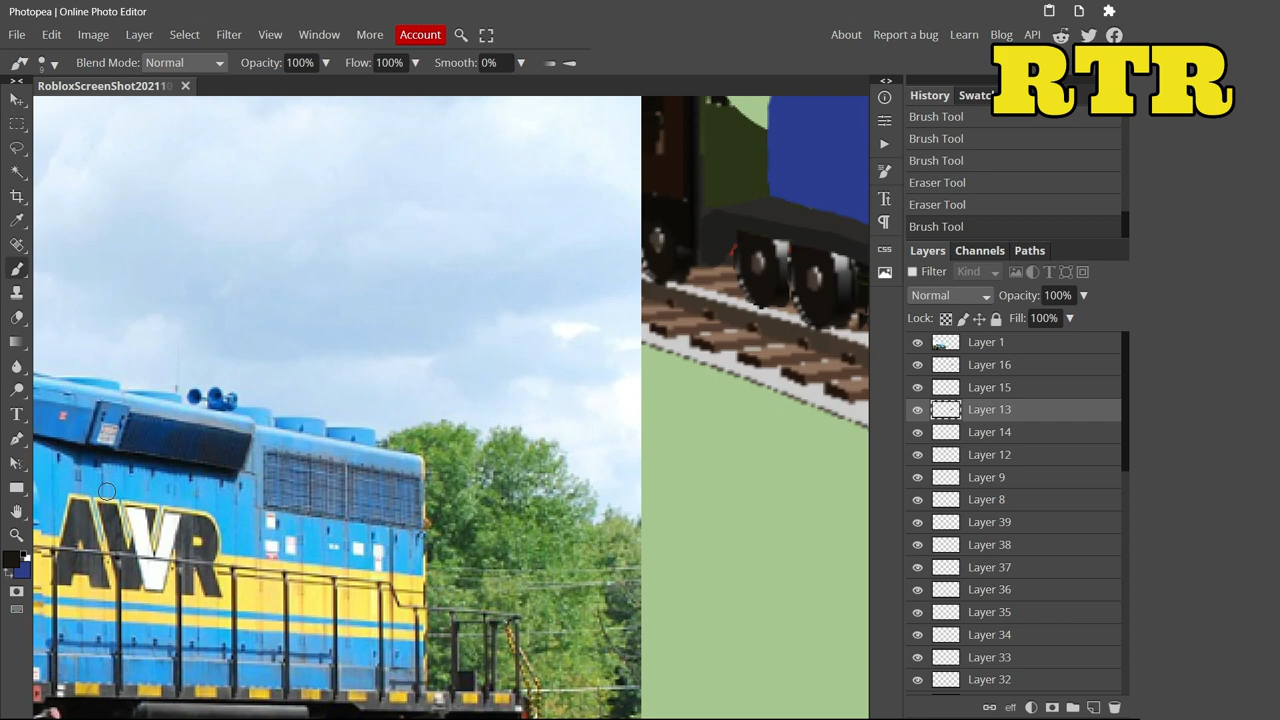 Photopea | Online Photo Editor
File Edit Image Layer Select Filter View Window More Account
About Report a bug Learn Blog API
RTR
9 Blend Mode: Normal Opacity: 100% Flow: 100% Smooth: 0%
RobloxScreenShot20211
History
Brush Tool
Brush Tool
Brush Tool
Eraser Tool
Eraser Tool
Brush Tool
Layers Channels Paths
Filter Kind
Normal Opacity: 100%
Lock: Fill: 100%
Layer 1
Layer 16
Layer 15
Layer 13
Layer 14
Layer 12
Layer 9
Layer 8
Layer 39
Layer 38
Layer 37
Layer 36
Layer 35
Layer 34
Layer 33
Layer 32
css
eff
AVR